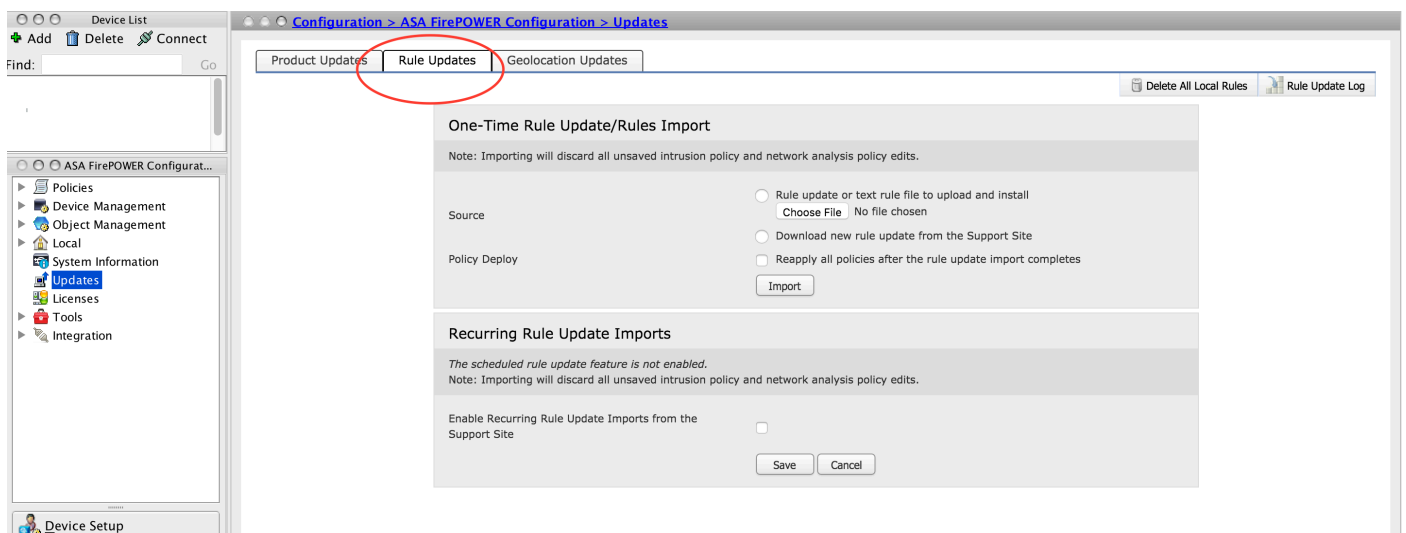 Device List
Add Delete Connect
Find: Go
ASA FirePOWER Configurat...
Policies
Device Management
Object Management
Local
System Information
Updates
Licenses
Tools
Integration
Device Setup
Configuration > ASA FirePOWER Configuration > Updates
Product Updates Rule Updates Geolocation Updates
Delete All Local Rules Rule Update Log
One-Time Rule Update/Rules Import
Note: Importing will discard all unsaved intrusion policy and network analysis policy edits.
Source
Rule update or text rule file to upload and install
Choose File No file chosen
Download new rule update from the Support Site
Policy Deploy
Reapply all policies after the rule update import completes
Import
Recurring Rule Update Imports
The scheduled rule update feature is not enabled.
Note: Importing will discard all unsaved intrusion policy and network analysis policy edits.
Enable Recurring Rule Update Imports from the
Support Site
Save Cancel